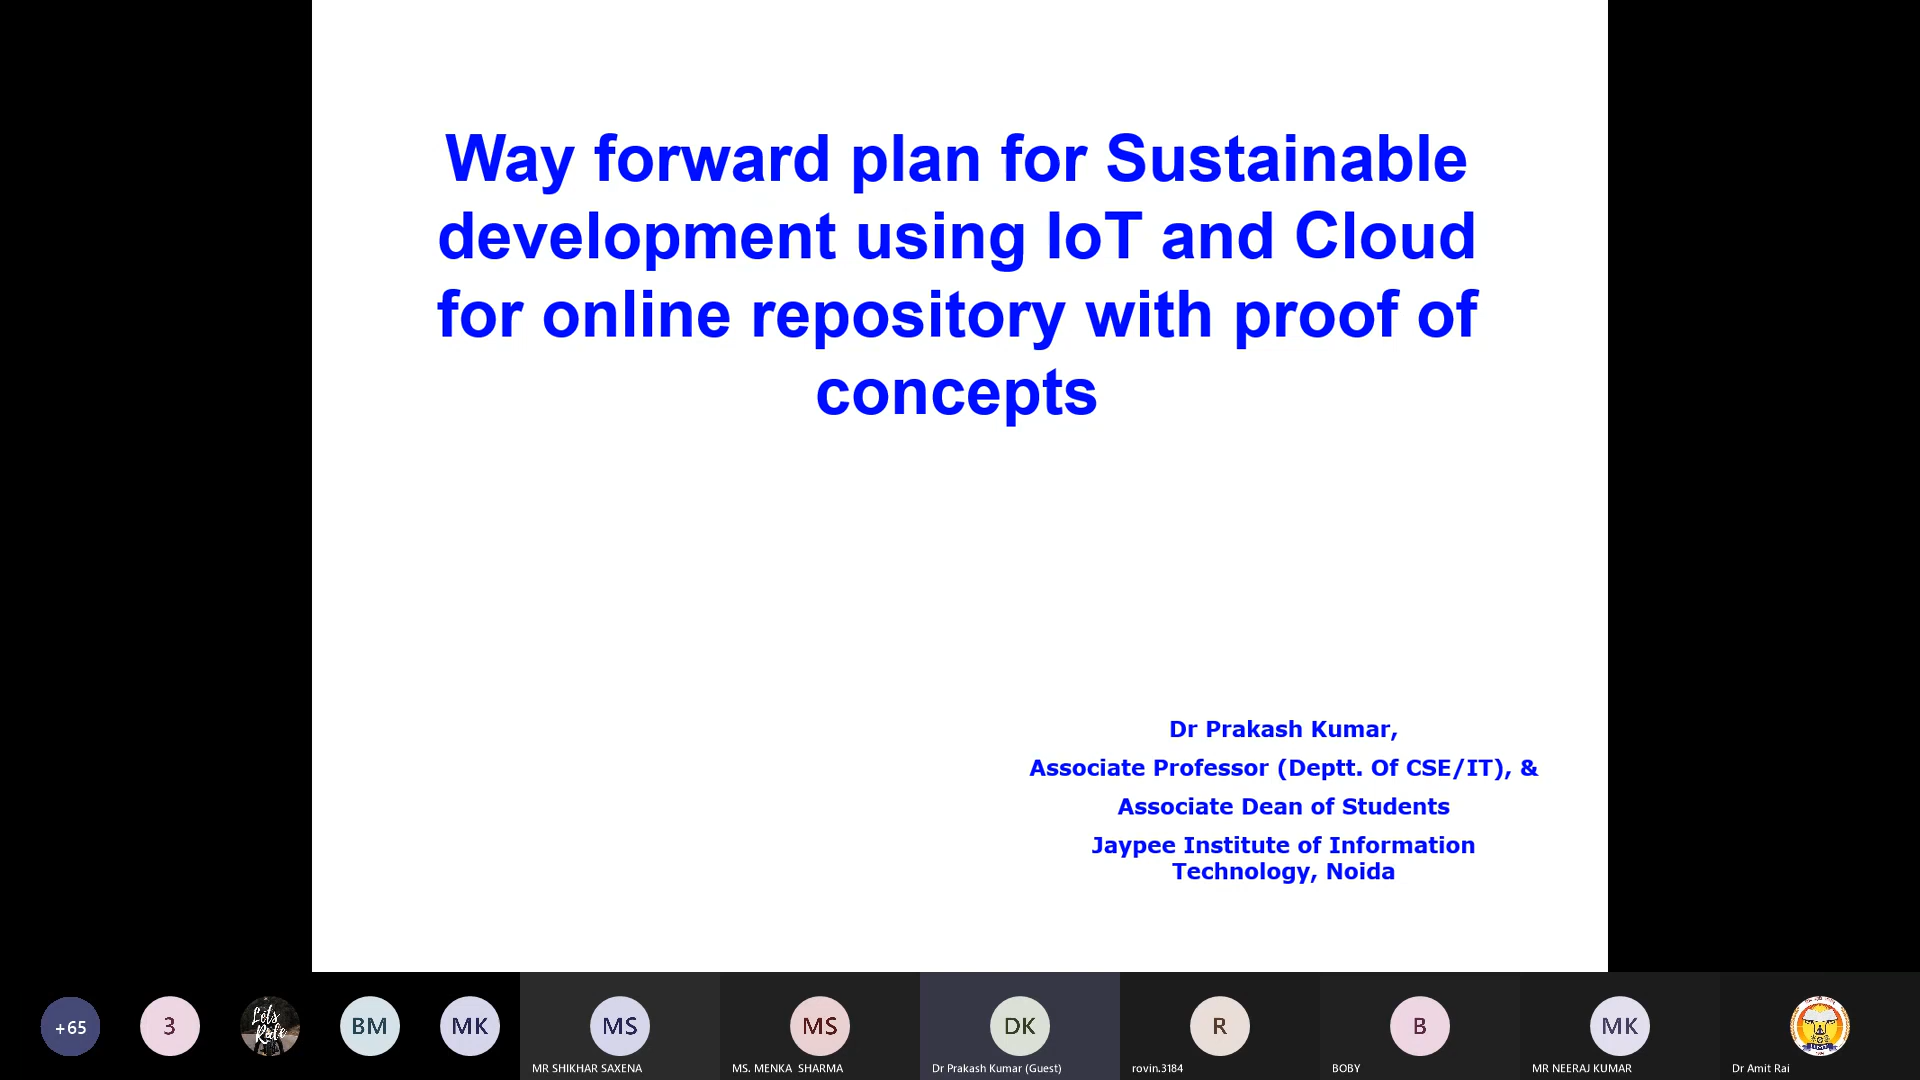 Way forward plan for Sustainable
development using IoT and Cloud
for online repository with proof of
concepts
Dr Prakash Kumar,
Associate Professor (Deptt. Of CSE/IT), &
Associate Dean of Students
Jaypee Institute of Information
Technology, Noida
+65
3
Lets
Ride
BM
MK
MS
MR SHIKHAR SAXENA
MS
MS. MENKA SHARMA
DK
Dr Prakash Kumar (Guest)
R
rovin.3184
B
BOBY
MK
MR NEERAJ KUMAR
Dr Amit Rai